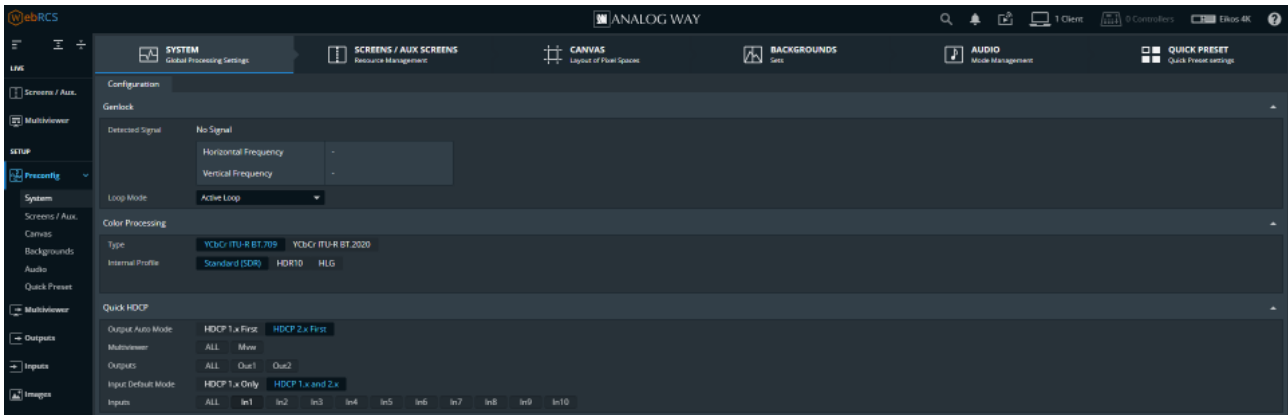 WebRCS
ANALOG WAY
1 Client
0 Controllers
Eikos 4K
LIVE
Screens / Aux.
Multiviewer
SETUP
Preconfig
System
Screens / Aux.
Canvas
Backgrounds
Audio
Quick Preset
Multiviewer
Outputs
Inputs
Images
SYSTEM
Global Processing Settings
SCREENS / AUX SCREENS
Resource Management
CANVAS
Layout of Pixel Spaces
BACKGROUNDS
Sets
AUDIO
Mode Management
QUICK PRESET
Quick Preset settings
Configuration
Genlock
Detected Signal No Signal
Horizontal Frequency -
Vertical Frequency -
Loop Mode Active Loop
Color Processing
Type YCbCr ITU-R BT.709 YCbCr ITU-R BT.2020
Internal Profile Standard (SDR) HDR10 HLG
Quick HDCP
Output Auto Mode HDCP 1.x First HDCP 2.x First
Multiviewer ALL Mvw
Outputs ALL Out1 Out2
Input Default Mode HDCP 1.x Only HDCP 1.x and 2.x
Inputs ALL In1 In2 In3 In4 In5 In6 In7 In8 In9 In10